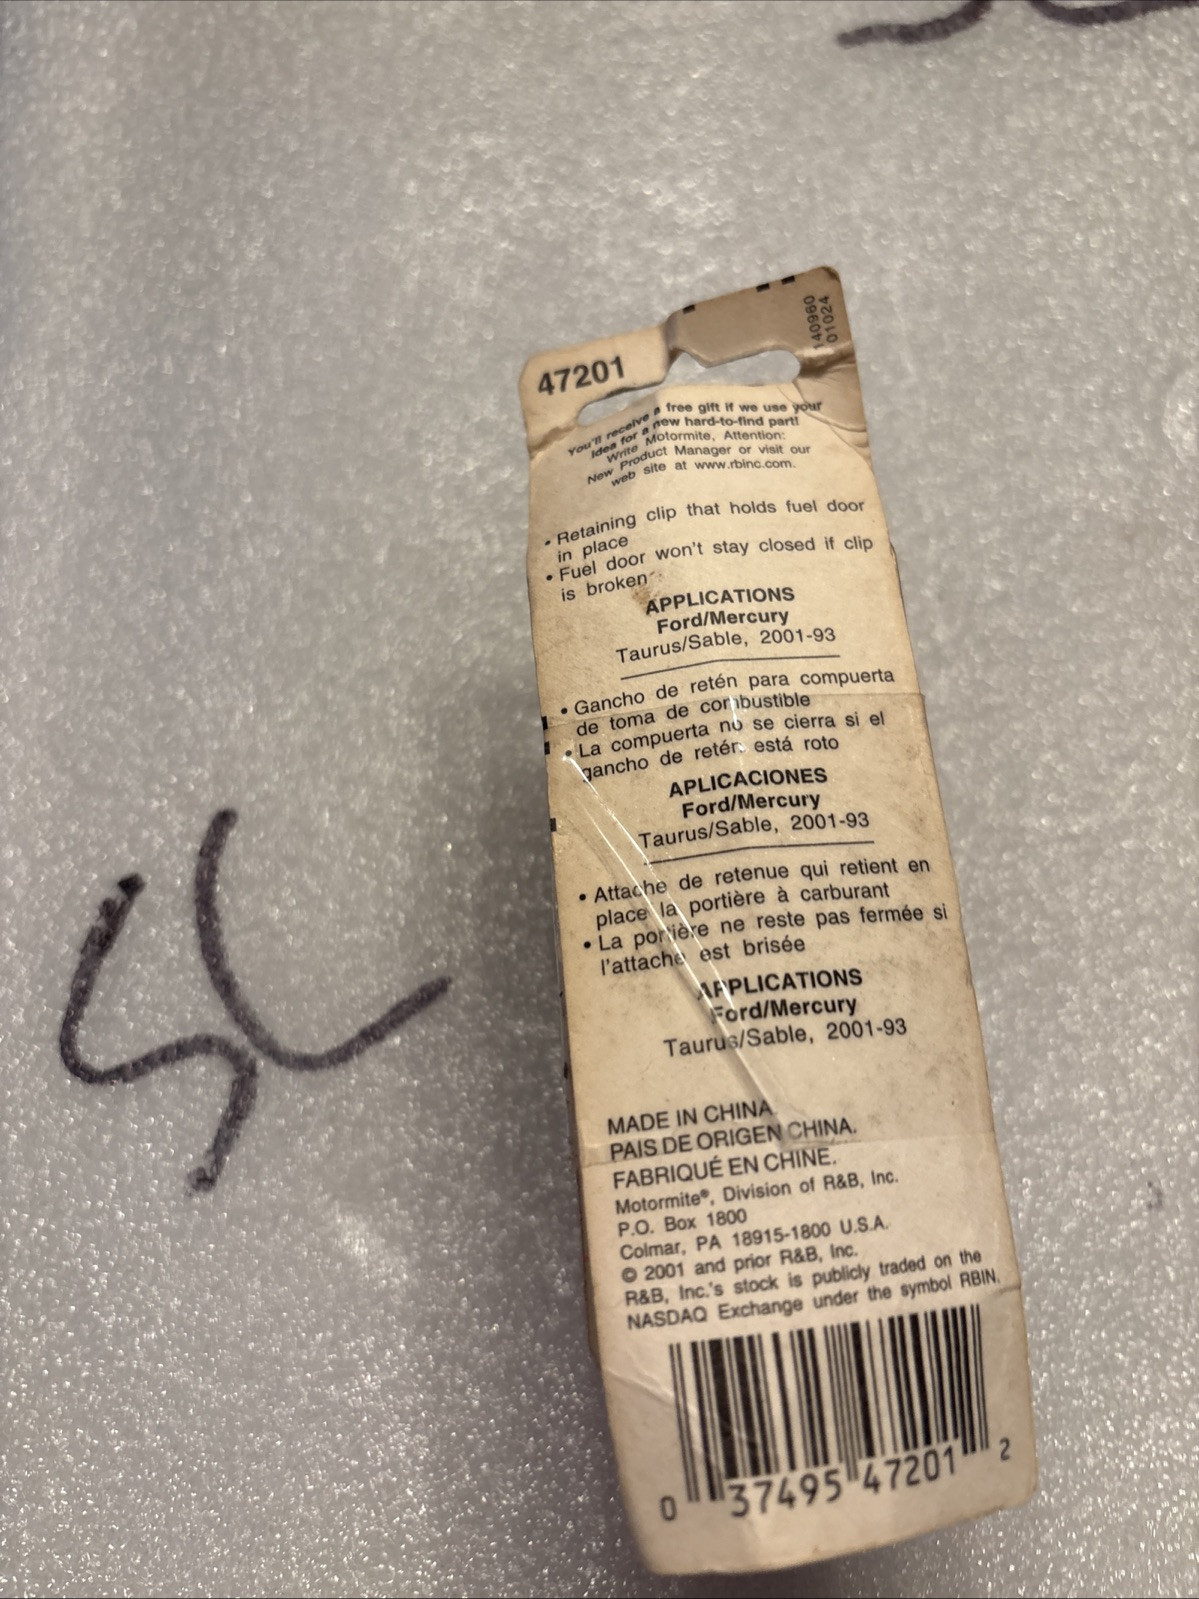 47201
140960
01024
You'll receive a free gift if we use your
idea for a new hard-to-find part!
Write Motormite, Attention:
New Product Manager or visit our
web site at www.rbinc.com.
• Retaining clip that holds fuel door
in place
• Fuel door won't stay closed if clip
is broken
APPLICATIONS
Ford/Mercury
Taurus/Sable, 2001-93
• Gancho de retén para compuerta
de toma de combustible
• La compuerta no se cierra si el
gancho de retén está roto
APLICACIONES
Ford/Mercury
Taurus/Sable, 2001-93
• Attache de retenue qui retient en
place la portière à carburant
• La portière ne reste pas fermée si
l'attache est brisée
APPLICATIONS
Ford/Mercury
Taurus/Sable, 2001-93
MADE IN CHINA.
PAIS DE ORIGEN CHINA.
FABRIQUÉ EN CHINE.
Motormite®, Division of R&B, Inc.
P.O. Box 1800
Colmar, PA 18915-1800 U.S.A.
© 2001 and prior R&B, Inc.
R&B, Inc.'s stock is publicly traded on the
NASDAQ Exchange under the symbol RBIN.
0 37495 47201 2